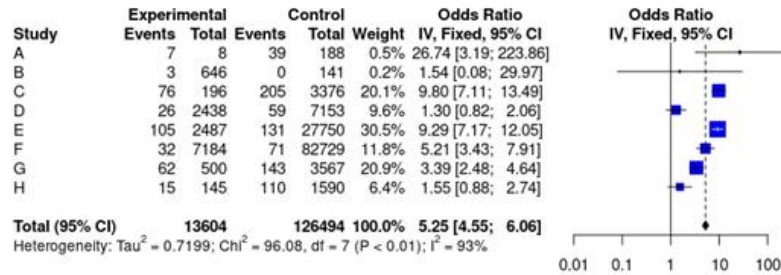 Experimental Control Odds Ratio Odds Ratio
Study Events Total Events Total Weight IV, Fixed, 95% CI IV, Fixed, 95% CI
A 7 8 39 188 0.5% 26.74 [3.19; 223.86]
B 3 646 0 141 0.2% 1.54 [0.08; 29.97]
C 76 196 205 3376 20.1% 9.80 [7.11; 13.49]
D 26 2438 59 7153 9.6% 1.30 [0.82; 2.06]
E 105 2487 131 27750 30.5% 9.29 [7.17; 12.05]
F 32 7184 71 82729 11.8% 5.21 [3.43; 7.91]
G 62 500 143 3567 20.9% 3.39 [2.48; 4.64]
H 15 145 110 1590 6.4% 1.55 [0.88; 2.74]
Total (95% CI) 13604 126494 100.0% 5.25 [4.55; 6.06]
Heterogeneity: Tau² = 0.7199; Chi² = 96.08, df = 7 (P < 0.01); I² = 93%
0.01 0.1 1 10 100